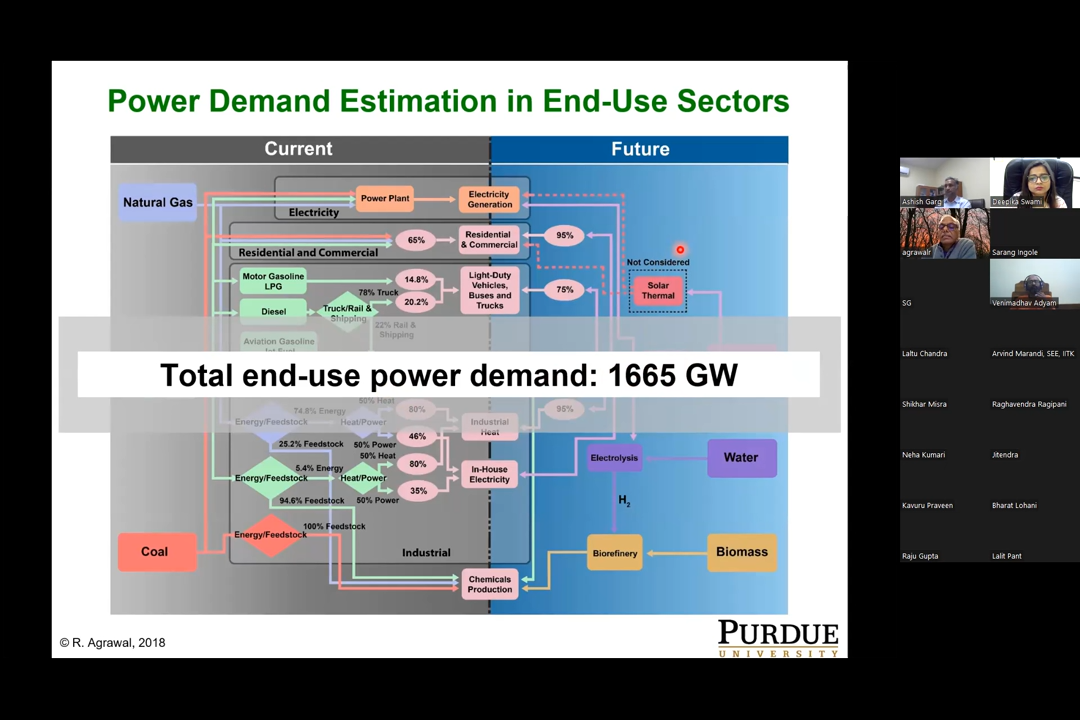 Power Demand Estimation in End-Use Sectors
Current
Future
Natural Gas
Power Plant
Electricity
Generation
Electricity
65%
Residential
& Commercial
95%
Residential and Commercial
Not Considered
Solar
Thermal
Motor Gasoline
LPG
14.8%
Light-Duty
Vehicles,
Buses and
Trucks
75%
78% Truck
20.2%
Diesel
Truck/Rail &
Shipping
22% Rail &
Shipping
Aviation Gasoline
Total end-use power demand: 1665 GW
50% Heat
74.8% Energy
80%
95%
Energy/Feedstock
Heat/Power
Industrial
Heat
25.2% Feedstock
50% Power
46%
50% Heat
5.4% Energy
80%
In-House
Electricity
Electrolysis
Water
Energy/Feedstock
Heat/Power
35%
94.6% Feedstock
50% Power
H2
100% Feedstock
Energy/Feedstock
Coal
Industrial
Biorefinery
Biomass
Chemicals
Production
© R. Agrawal, 2018
PURDUE
UNIVERSITY
Ashish Garg
Deepika Swami
agrawalr
Sarang Ingole
SG
Venimadhav Adyam
Laltu Chandra
Arvind Marandi, SEE, IITK
Shikhar Misra
Raghavendra Ragipani
Neha Kumari
Jitendra
Kavuru Praveen
Bharat Lohani
Raju Gupta
Lalit Pant